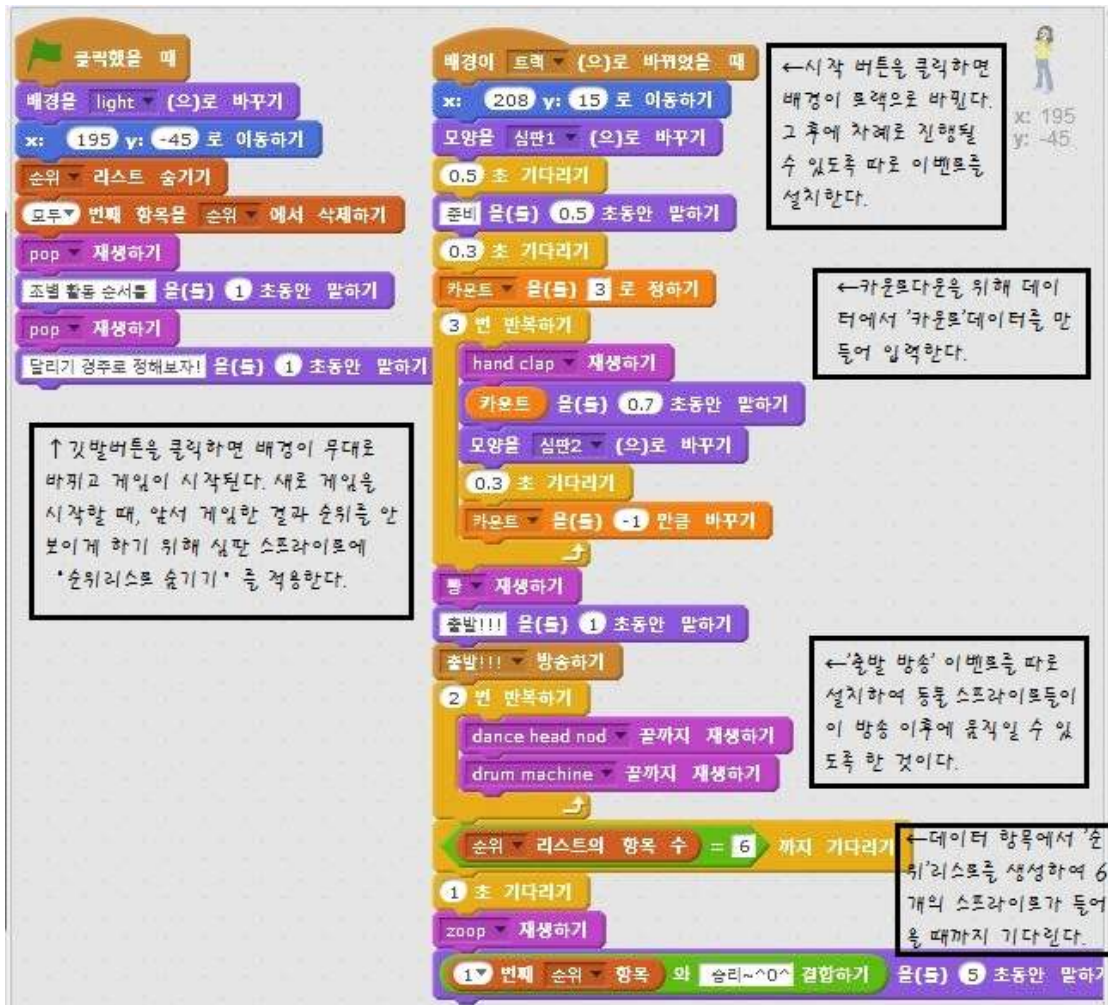 클릭했을 때
배경을 light (으)로 바꾸기
x: 195 y: -45 로 이동하기
순위 리스트 숨기기
모두 번째 항목을 순위 에서 삭제하기
pop 재생하기
조별 활동 순서를 을(를) 1 초동안 말하기
pop 재생하기
달리기 경주로 정해보자! 을(를) 1 초동안 말하기
↑깃발버튼을 클릭하면 배경이 무대로
바뀌고 게임이 시작된다. 새로 게임을
시작할 때, 앞서 게임한 결과 순위를 안
보이게 하기 위해 심판 스프라이트에
"순위리스트 숨기기" 를 적용한다.
배경이 트랙 (으)로 바뀌었을 때
x: 208 y: 15 로 이동하기
모양을 심판1 (으)로 바꾸기
0.5 초 기다리기
준비 을(를) 0.5 초동안 말하기
0.3 초 기다리기
카운트 을(를) 3 로 정하기
3 번 반복하기
hand clap 재생하기
카운트 을(를) 0.7 초동안 말하기
모양을 심판2 (으)로 바꾸기
0.3 초 기다리기
카운트 을(를) -1 만큼 바꾸기
빵 재생하기
출발!!! 을(를) 1 초동안 말하기
출발!!! 방송하기
2 번 반복하기
dance head nod 끝까지 재생하기
drum machine 끝까지 재생하기
순위 리스트의 항목 수 = 6 까지 기다리기
1 초 기다리기
zoop 재생하기
1 번째 순위 항목 와 승리~^0^ 결합하기 을(를) 5 초동안 말하기
←시작 버튼을 클릭하면
배경이 트랙으로 바뀐다.
그 후에 차례로 진행될
수 있도록 따로 이벤트를
설치한다.
x: 195
y: -45
←카운트다운을 위해 데이
터에서 '카운트'데이터를 만
들어 입력한다.
←'출발 방송' 이벤트를 따로
설치하여 동물 스프라이트들이
이 방송 이후에 움직일 수 있
도록 한 것이다.
←데이터 항목에서 '순
위'리스트를 생성하여 6
개의 스프라이트가 들어
올 때까지 기다린다.